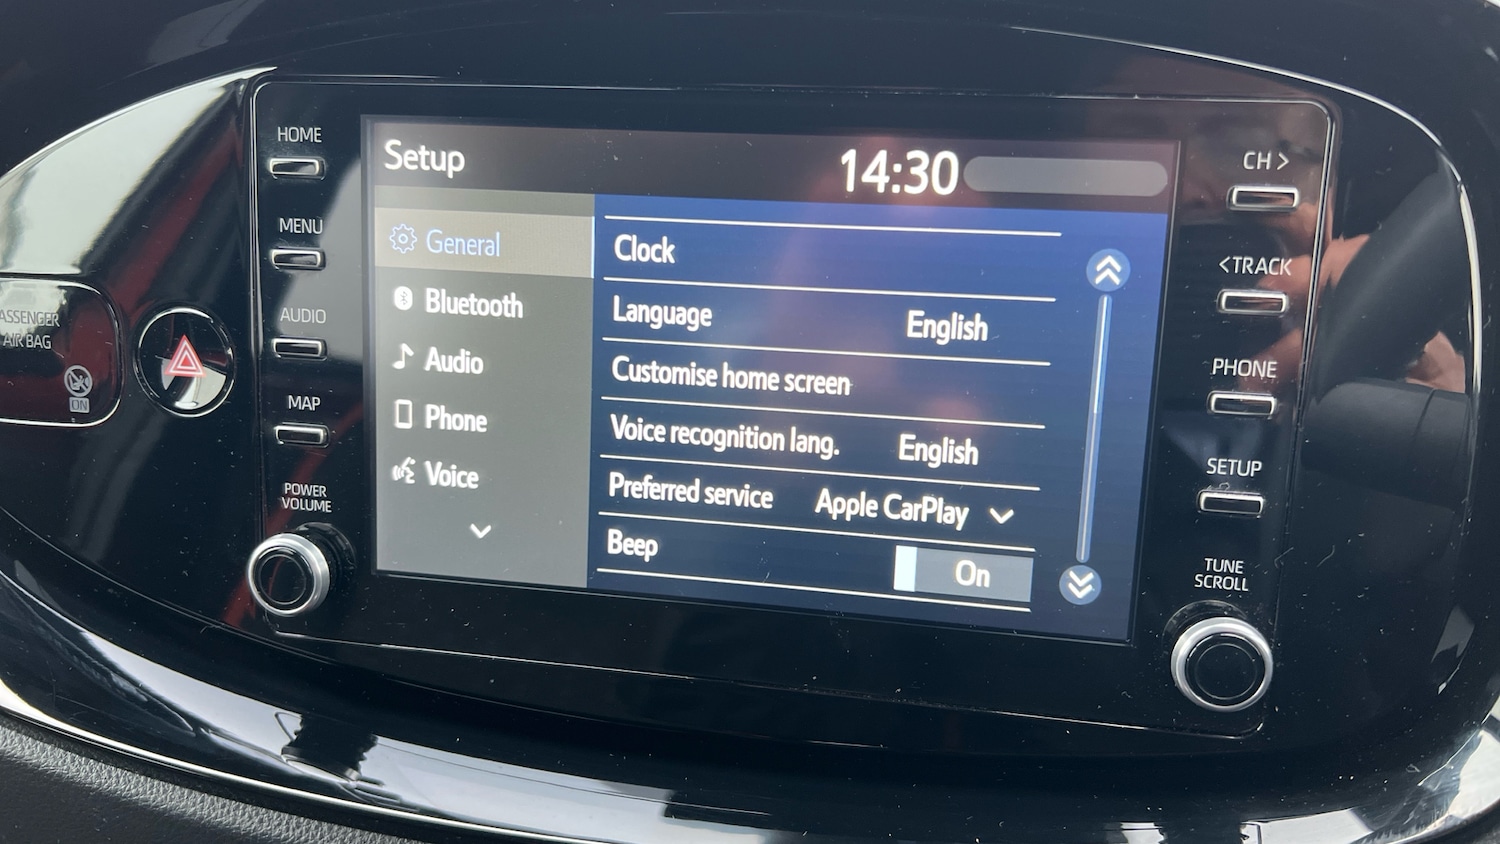 HOME
MENU
AUDIO
MAP
POWER
VOLUME
AIR BAG
ON
Setup
14:30
General
Bluetooth
Audio
Phone
Voice
Clock
Language English
Customise home screen
Voice recognition lang. English
Preferred service Apple CarPlay
Beep On
CH >
<TRACK
PHONE
SETUP
TUNE
SCROLL